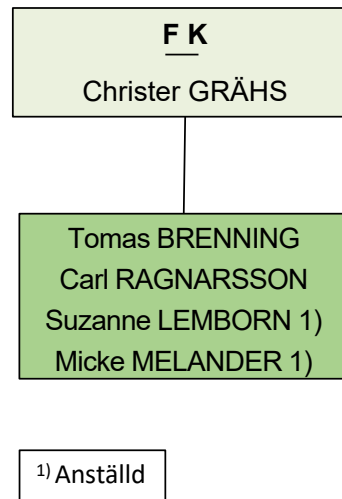 F K
Christer GRÄHS
Tomas BRENNING
Carl RAGNARSSON
Suzanne LEMBORN 1)
Micke MELANDER 1)
1) Anställd